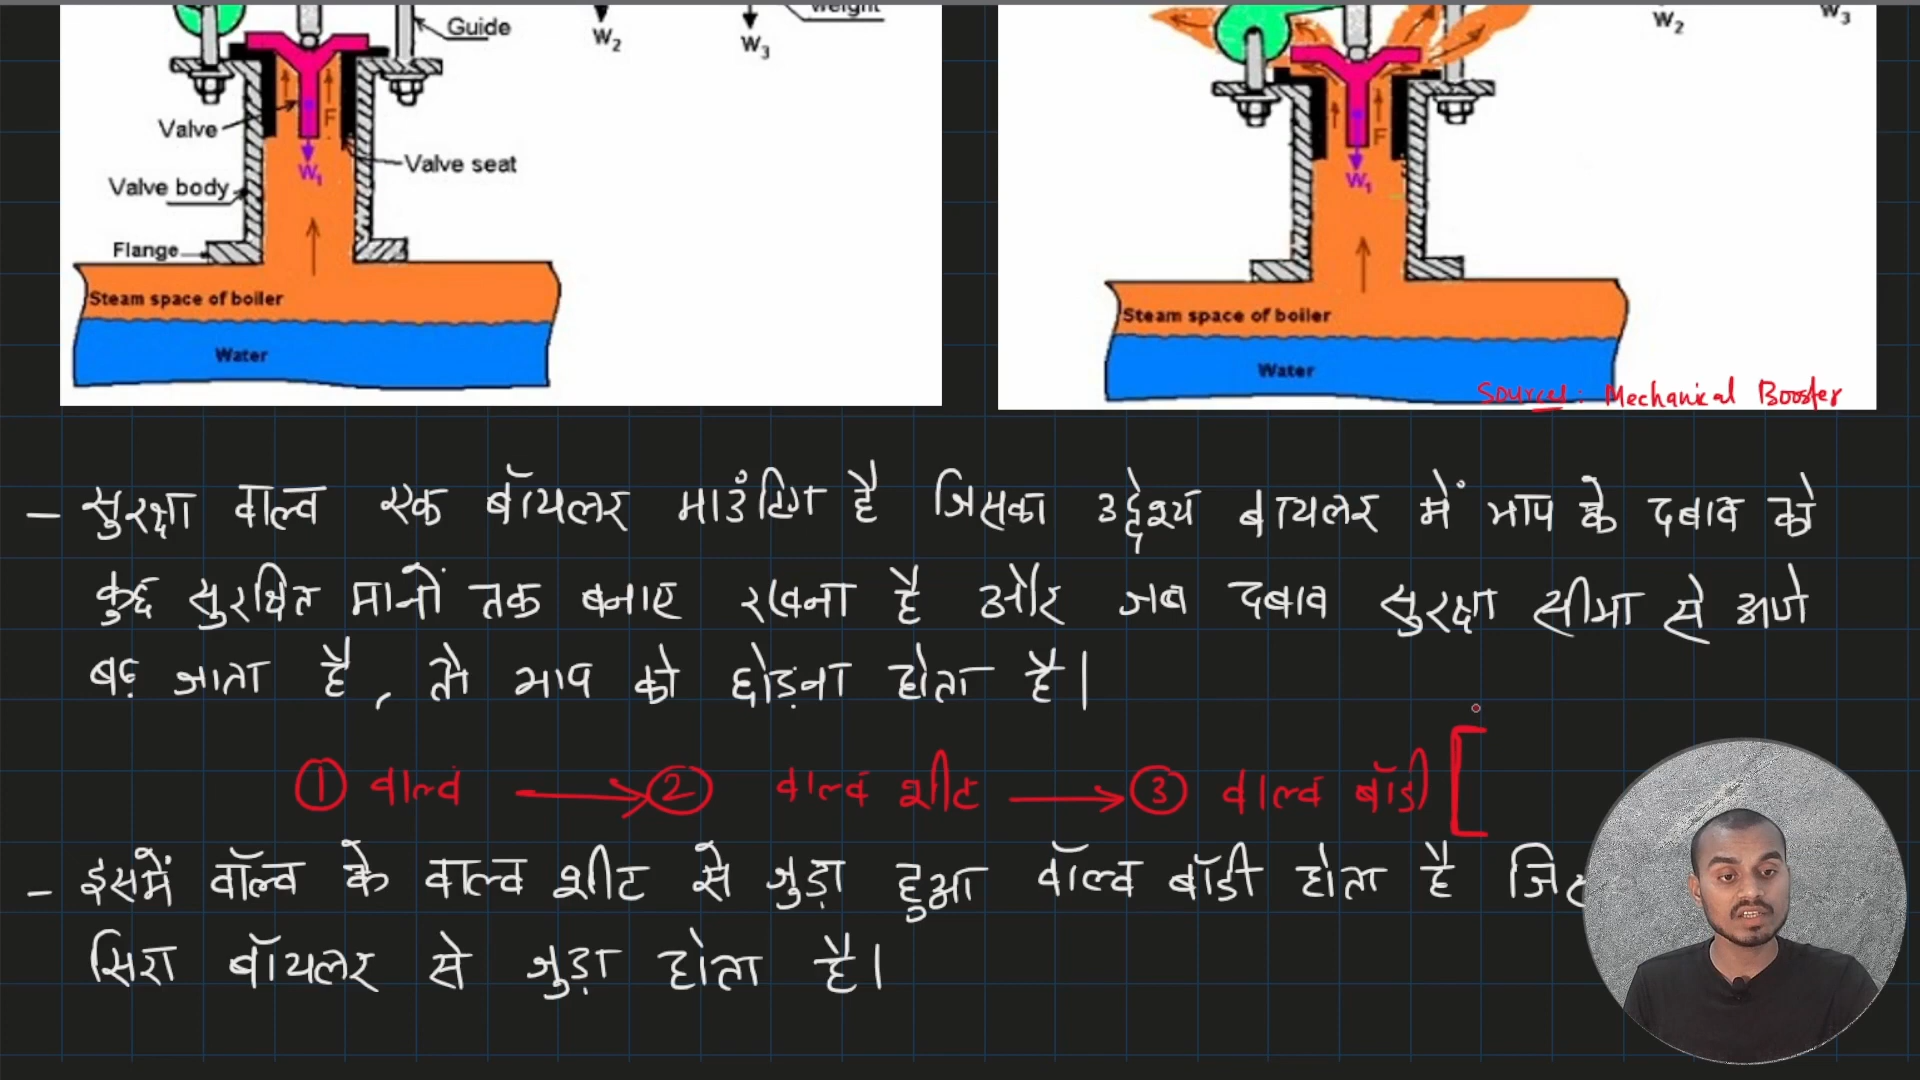 Guide
W₂
W₃
Valve
F
W₁
Valve seat
Valve body
Flange
Steam space of boiler
Water
W₂
W₃
F
W₁
Steam space of boiler
Water
Source: Mechanical Booster
- सुरक्षा वाल्व एक बॉयलर माउंटिंग है जिसका उद्देश्य बायलर में भाप के दबाव को
कुछ सुरक्षित मानों तक बनाए रखना है और जब दबाव सुरक्षा सीमा से आगे
बढ़ जाता है, तो भाप को छोड़ना होता है।
① वाल्व → ② वाल्व शीट → ③ वाल्व बॉडी [
- इसमें वॉल्व के वाल्व शीट से जुड़ा हुआ वॉल्व बॉडी होता है
सिरा बॉयलर से जुड़ा होता है।